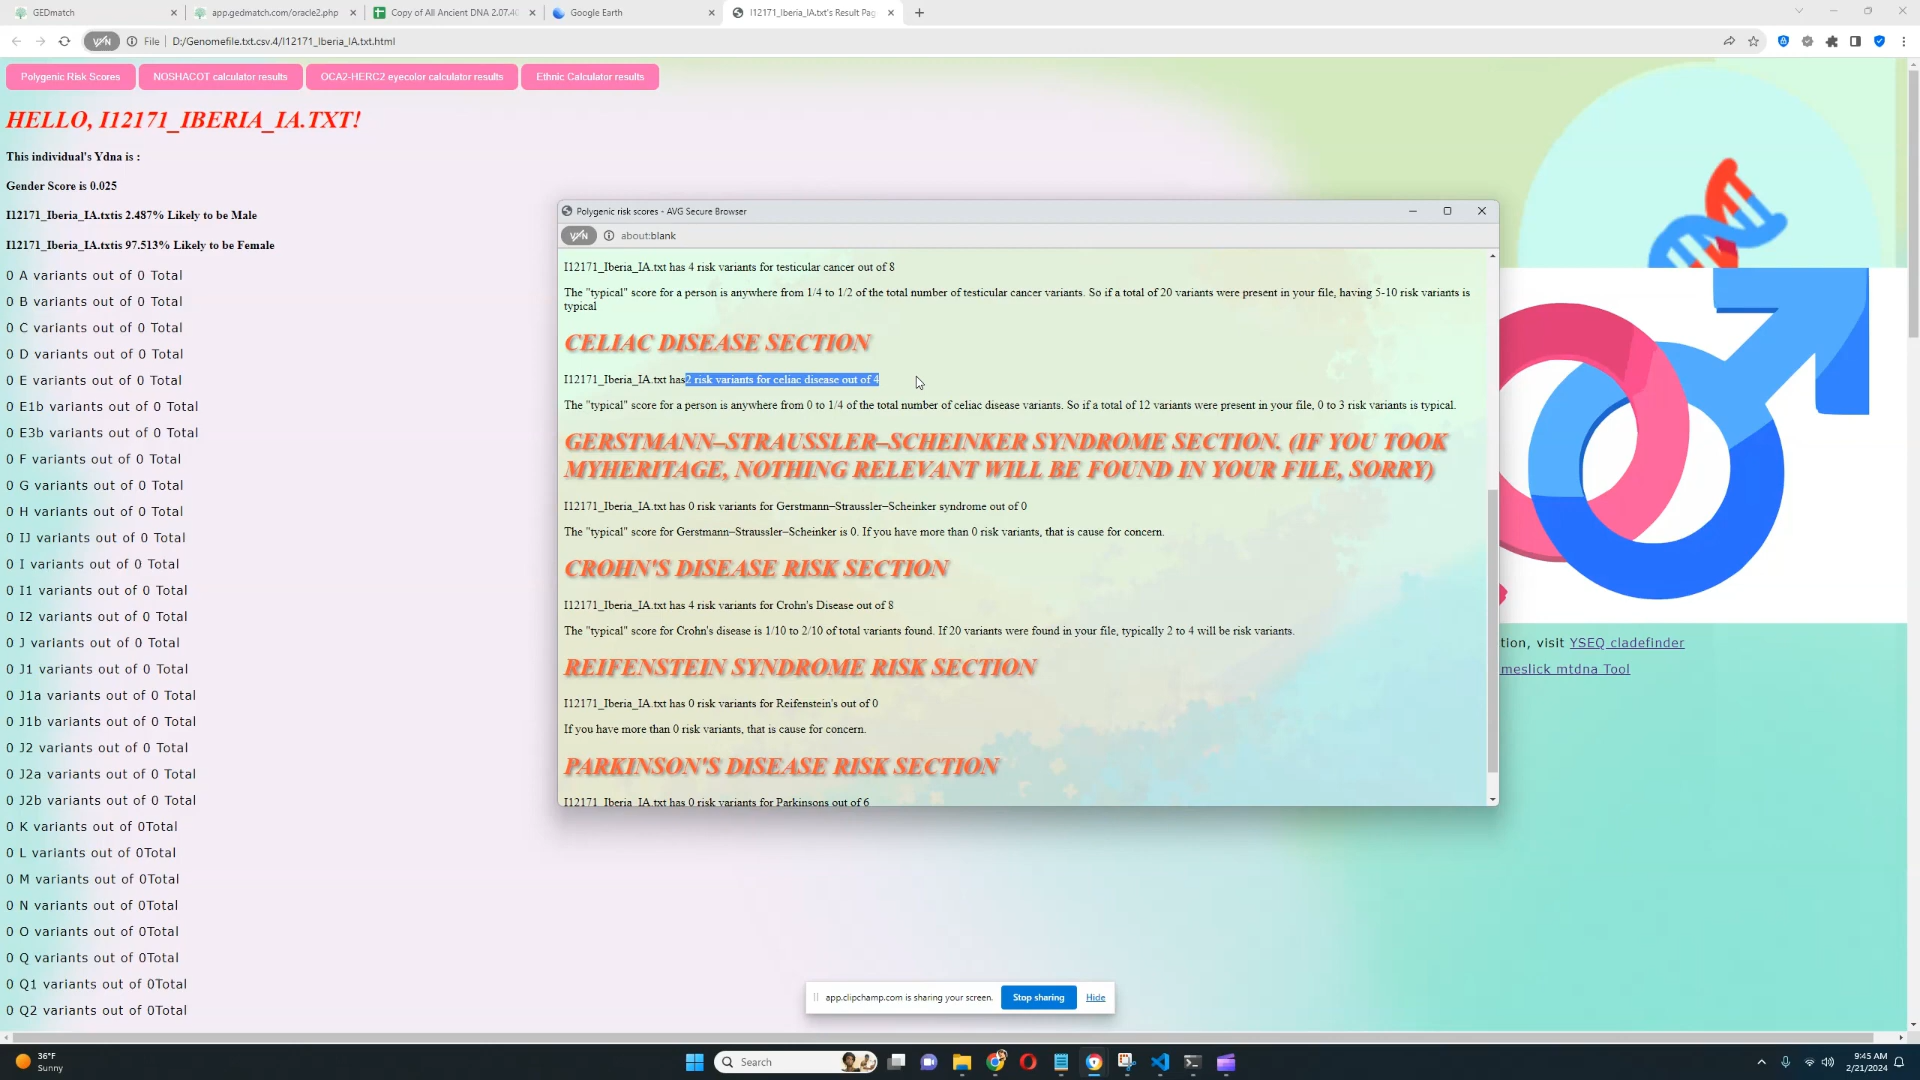 GEDmatch
app.gedmatch.com/oracle2.php
Copy of All Ancient DNA 2.07.40
Google Earth
I12171_Iberia_IA.txt's Result Pag
VPN
File
D:/Genomefile.txt.csv.4/I12171_Iberia_IA.txt.html
Polygenic Risk Scores
NOSHACOT calculator results
OCA2-HERC2 eyecolor calculator results
Ethnic Calculator results
HELLO, I12171_IBERIA_IA.TXT!
This individual's Ydna is :
Gender Score is 0.025
I12171_Iberia_IA.txtis 2.487% Likely to be Male
I12171_Iberia_IA.txtis 97.513% Likely to be Female
0 A variants out of 0 Total
0 B variants out of 0 Total
0 C variants out of 0 Total
0 D variants out of 0 Total
0 E variants out of 0 Total
0 E1b variants out of 0 Total
0 E3b variants out of 0 Total
0 F variants out of 0 Total
0 G variants out of 0 Total
0 H variants out of 0 Total
0 IJ variants out of 0 Total
0 I variants out of 0 Total
0 I1 variants out of 0 Total
0 I2 variants out of 0 Total
0 J variants out of 0 Total
0 J1 variants out of 0 Total
0 J1a variants out of 0 Total
0 J1b variants out of 0 Total
0 J2 variants out of 0 Total
0 J2a variants out of 0 Total
0 J2b variants out of 0 Total
0 K variants out of 0Total
0 L variants out of 0Total
0 M variants out of 0Total
0 N variants out of 0Total
0 O variants out of 0Total
0 Q variants out of 0Total
0 Q1 variants out of 0Total
0 Q2 variants out of 0Total
Polygenic risk scores - AVG Secure Browser
VPN
about:blank
I12171_Iberia_IA.txt has 4 risk variants for testicular cancer out of 8
The "typical" score for a person is anywhere from 1/4 to 1/2 of the total number of testicular cancer variants. So if a total of 20 variants were present in your file, having 5-10 risk variants is
typical
CELIAC DISEASE SECTION
I12171_Iberia_IA.txt has2 risk variants for celiac disease out of 4
The "typical" score for a person is anywhere from 0 to 1/4 of the total number of celiac disease variants. So if a total of 12 variants were present in your file, 0 to 3 risk variants is typical.
GERSTMANN–STRAUSSLER–SCHEINKER SYNDROME SECTION. (IF YOU TOOK
MYHERITAGE, NOTHING RELEVANT WILL BE FOUND IN YOUR FILE, SORRY)
I12171_Iberia_IA.txt has 0 risk variants for Gerstmann–Straussler–Scheinker syndrome out of 0
The "typical" score for Gerstmann–Straussler–Scheinker is 0. If you have more than 0 risk variants, that is cause for concern.
CROHN'S DISEASE RISK SECTION
I12171_Iberia_IA.txt has 4 risk variants for Crohn's Disease out of 8
The "typical" score for Crohn's disease is 1/10 to 2/10 of total variants found. If 20 variants were found in your file, typically 2 to 4 will be risk variants.
REIFENSTEIN SYNDROME RISK SECTION
I12171_Iberia_IA.txt has 0 risk variants for Reifenstein's out of 0
If you have more than 0 risk variants, that is cause for concern.
PARKINSON'S DISEASE RISK SECTION
I12171_Iberia_IA.txt has 0 risk variants for Parkinsons out of 6
tion, visit YSEQ cladefinder
meslick mtdna Tool
app.clipchamp.com is sharing your screen.
Stop sharing
Hide
36°F
Sunny
Search
9:45 AM
2/21/2024